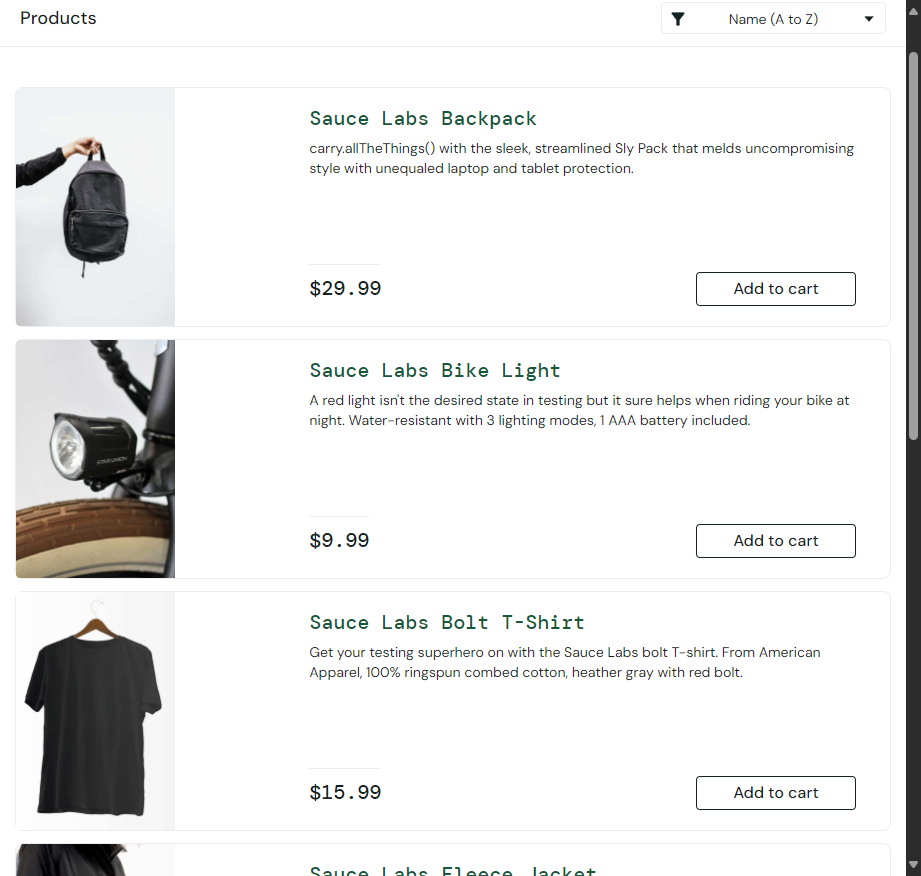 Products
Name (A to Z)
Sauce Labs Backpack
carry.allTheThings() with the sleek, streamlined Sly Pack that melds uncompromising
style with unequaled laptop and tablet protection.
$29.99
Add to cart
Sauce Labs Bike Light
A red light isn't the desired state in testing but it sure helps when riding your bike at
night. Water-resistant with 3 lighting modes, 1 AAA battery included.
$9.99
Add to cart
Sauce Labs Bolt T-Shirt
Get your testing superhero on with the Sauce Labs bolt T-shirt. From American
Apparel, 100% ringspun combed cotton, heather gray with red bolt.
$15.99
Add to cart
Sauce Labs Fleece Jacket